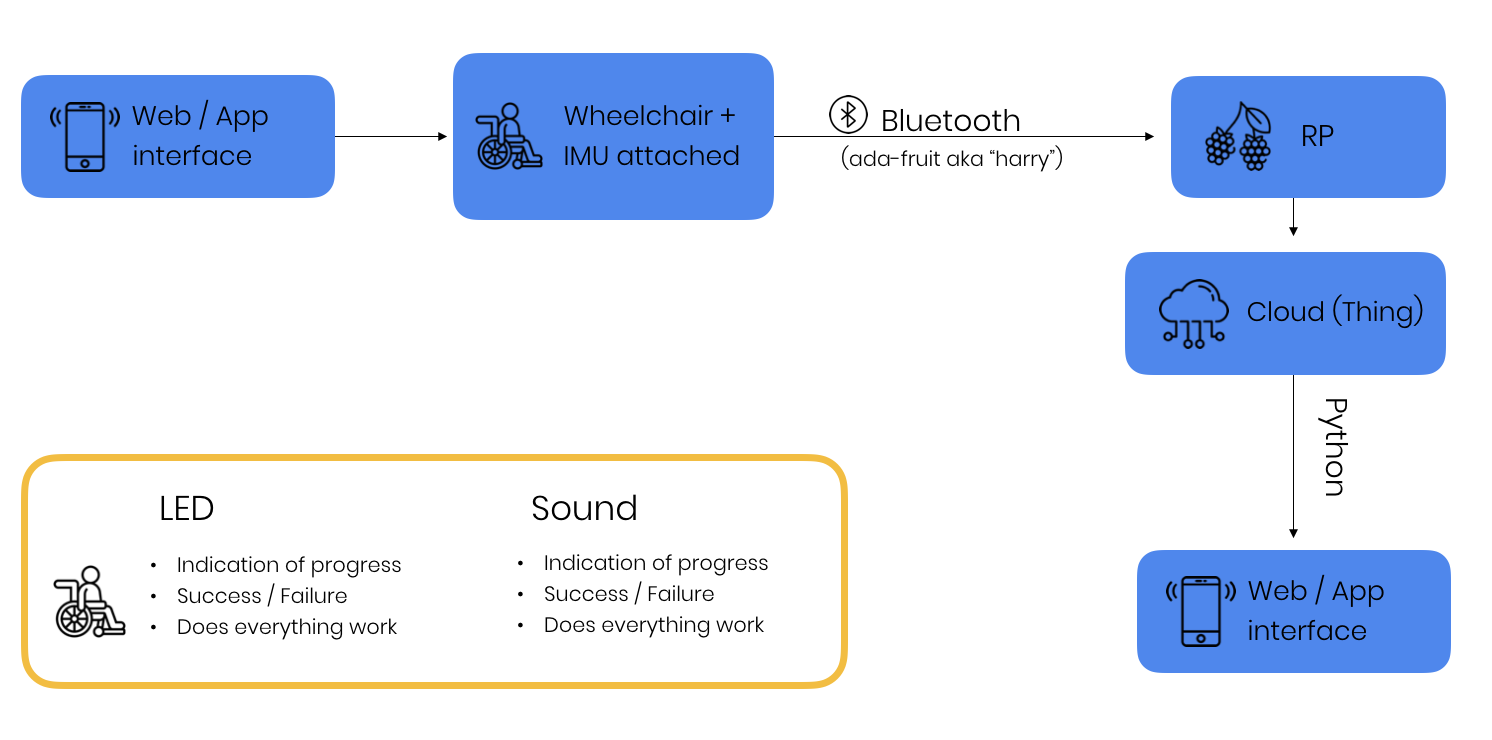 Web / App
interface
Wheelchair +
IMU attached
Bluetooth
(ada-fruit aka “harry”)
RP
Cloud (Thing)
Python
Web / App
interface
LED
• Indication of progress
• Success / Failure
• Does everything work
Sound
• Indication of progress
• Success / Failure
• Does everything work